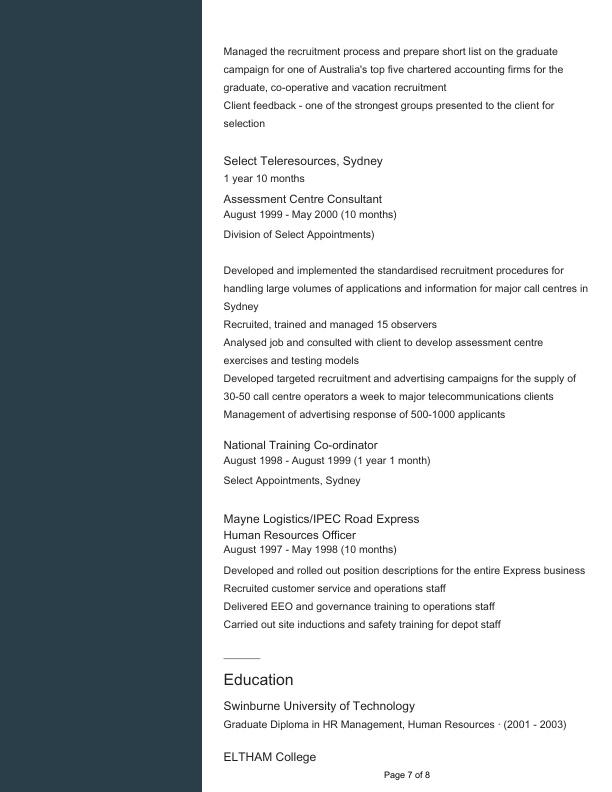 Managed the recruitment process and prepare short list on the graduate
campaign for one of Australia's top five chartered accounting firms for the
graduate, co-operative and vacation recruitment
Client feedback - one of the strongest groups presented to the client for
selection
Select Teleresources, Sydney
1 year 10 months
Assessment Centre Consultant
August 1999 - May 2000 (10 months)
Division of Select Appointments)
Developed and implemented the standardised recruitment procedures for
handling large volumes of applications and information for major call centres in
Sydney
Recruited, trained and managed 15 observers
Analysed job and consulted with client to develop assessment centre
exercises and testing models
Developed targeted recruitment and advertising campaigns for the supply of
30-50 call centre operators a week to major telecommunications clients
Management of advertising response of 500-1000 applicants
National Training Co-ordinator
August 1998 - August 1999 (1 year 1 month)
Select Appointments, Sydney
Mayne Logistics/IPEC Road Express
Human Resources Officer
August 1997 - May 1998 (10 months)
Developed and rolled out position descriptions for the entire Express business
Recruited customer service and operations staff
Delivered EEO and governance training to operations staff
Carried out site inductions and safety training for depot staff
Education
Swinburne University of Technology
Graduate Diploma in HR Management, Human Resources · (2001 - 2003)
ELTHAM College
Page 7 of 8